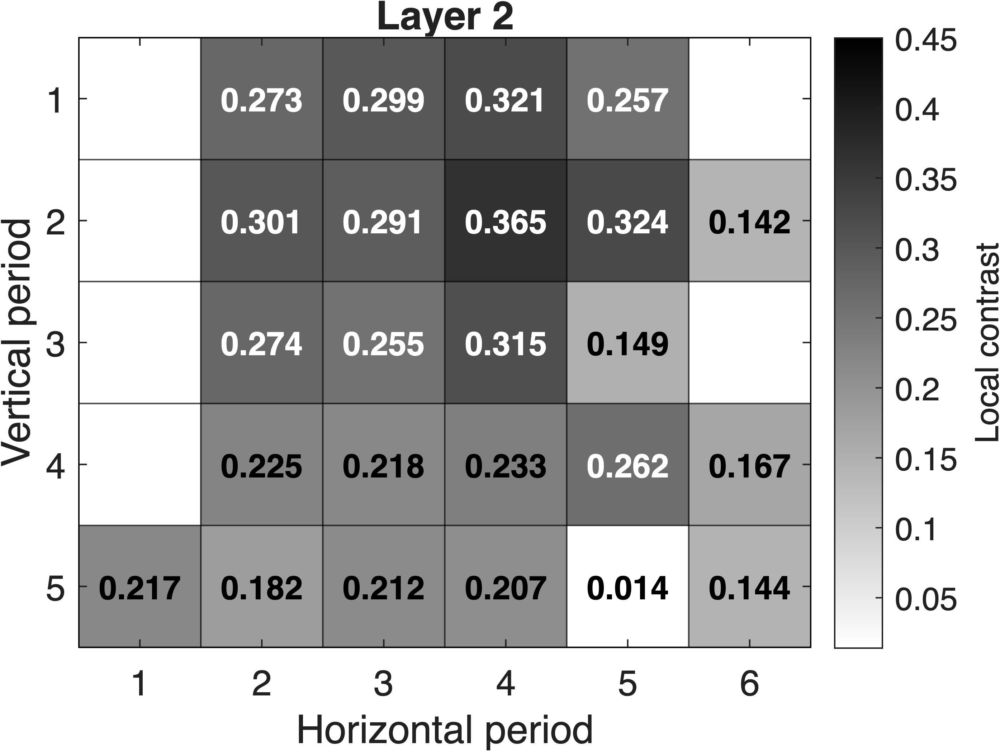 Layer 2
0.45
0.4
0.35
0.3
0.25
0.2
0.15
0.1
0.05
Local contrast
Vertical period
1 0.273 0.299 0.321 0.257
2 0.301 0.291 0.365 0.324 0.142
3 0.274 0.255 0.315 0.149
4 0.225 0.218 0.233 0.262 0.167
5 0.217 0.182 0.212 0.207 0.014 0.144
1 2 3 4 5 6
Horizontal period